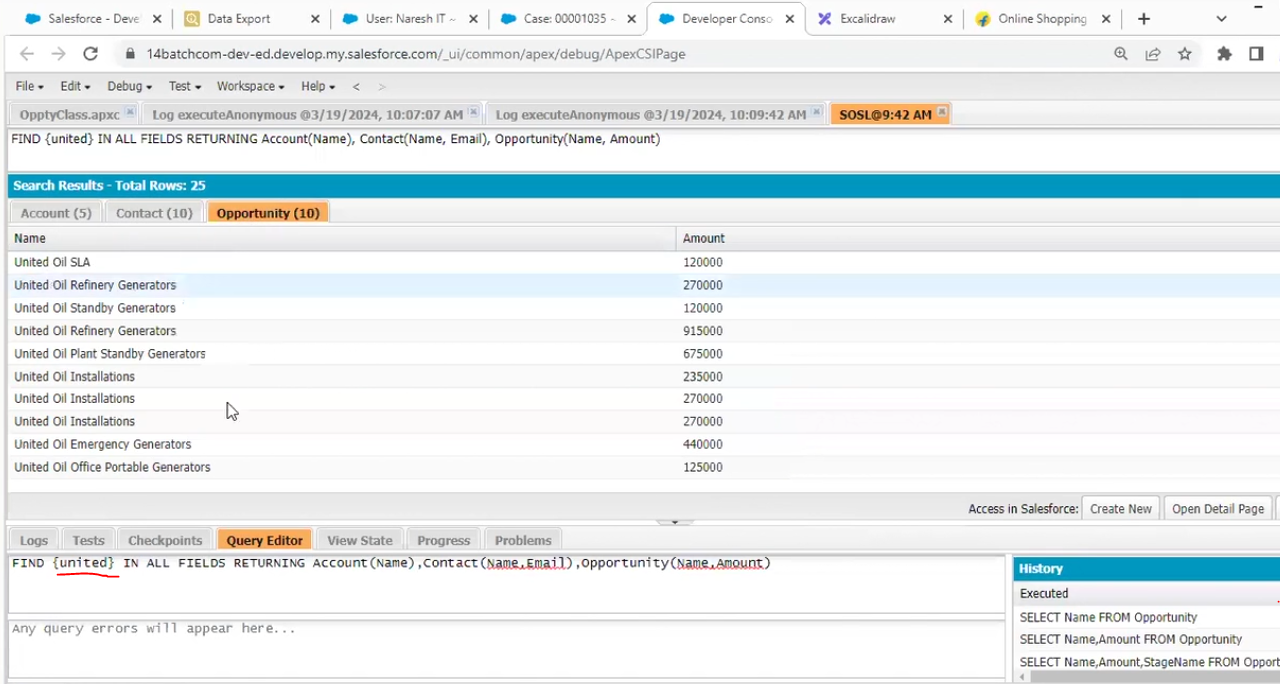 Salesforce - Deve
Data Export
User: Naresh IT ~
Case: 00001035 ~
Developer Conso
Excalidraw
Online Shopping
14batchcom-dev-ed.develop.my.salesforce.com/_ui/common/apex/debug/ApexCSIPage
File Edit Debug Test Workspace Help < >
OpptyClass.apxc
Log executeAnonymous @3/19/2024, 10:07:07 AM
Log executeAnonymous @3/19/2024, 10:09:42 AM
SOSL@9:42 AM
FIND {united} IN ALL FIELDS RETURNING Account(Name), Contact(Name, Email), Opportunity(Name, Amount)
Search Results - Total Rows: 25
Account (5) Contact (10) Opportunity (10)
Name Amount
United Oil SLA 120000
United Oil Refinery Generators 270000
United Oil Standby Generators 120000
United Oil Refinery Generators 915000
United Oil Plant Standby Generators 675000
United Oil Installations 235000
United Oil Installations 270000
United Oil Installations 270000
United Oil Emergency Generators 440000
United Oil Office Portable Generators 125000
Access in Salesforce: Create New Open Detail Page
Logs Tests Checkpoints Query Editor View State Progress Problems
FIND {united} IN ALL FIELDS RETURNING Account(Name),Contact(Name,Email),Opportunity(Name,Amount)
Any query errors will appear here...
History
Executed
SELECT Name FROM Opportunity
SELECT Name,Amount FROM Opportunity
SELECT Name,Amount,StageName FROM Opport